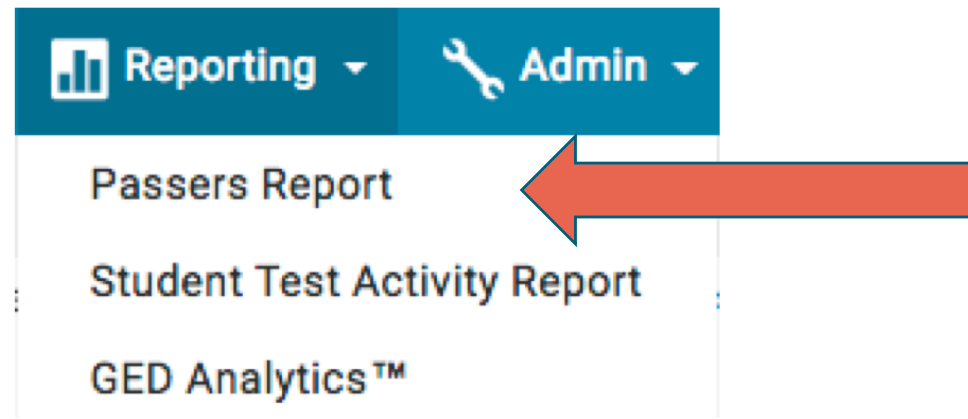 Reporting Admin
Passers Report
Student Test Activity Report
GED Analytics™